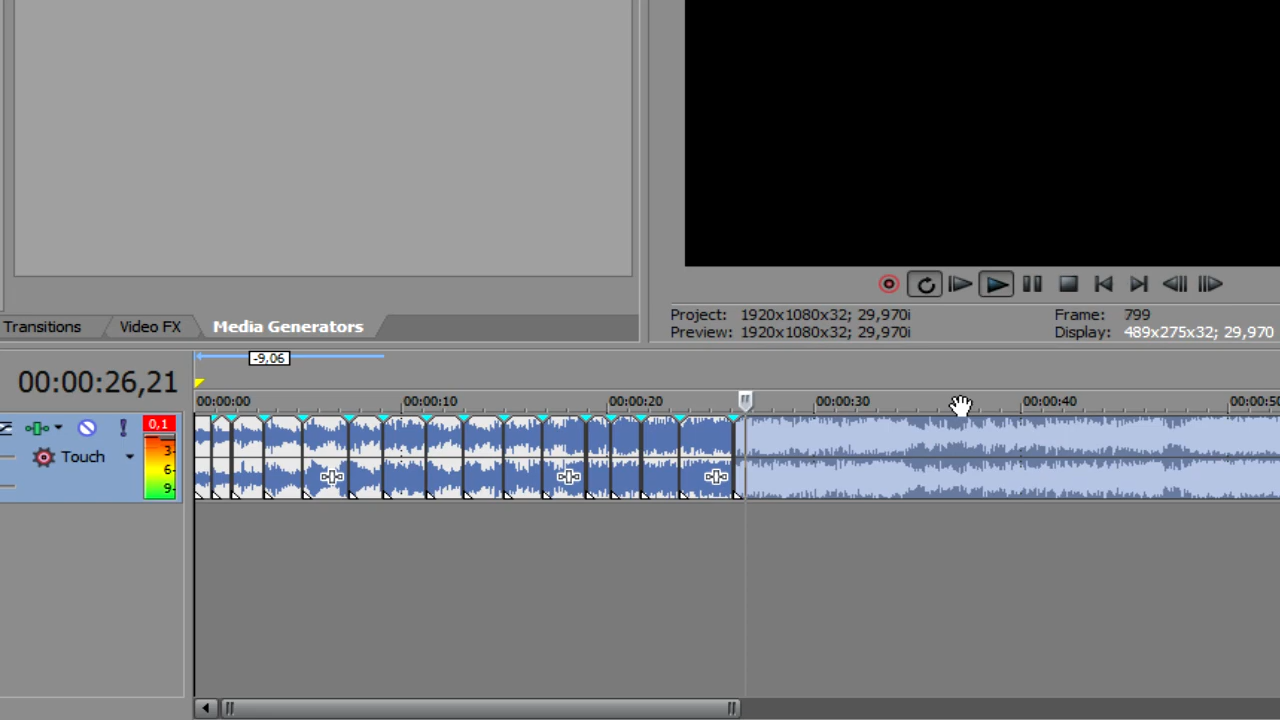 Transitions
Video FX
Media Generators
Project: 1920x1080x32; 29,970i
Frame: 799
Preview: 1920x1080x32; 29,970i
Display: 489x275x32; 29,970
-9,06
00:00:26,21
00:00:00
00:00:10
00:00:20
00:00:30
00:00:40
00:00:50
0,1
3
Touch
6
9